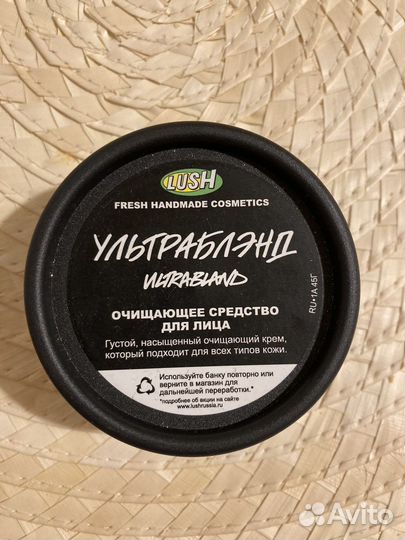 LUSH
FRESH HANDMADE COSMETICS
УЛЬТРАБЛЭНД
ULTRABLAND
ОЧИЩАЮЩЕЕ СРЕДСТВО
ДЛЯ ЛИЦА
Густой, насыщенный очищающий крем,
который подходит для всех типов кожи.
Используйте банку повторно или
верните в магазин для
дальнейшей переработки.*
*подробнее об акции на сайте
www.lushrussia.ru
RU•1A 45Г
Avito